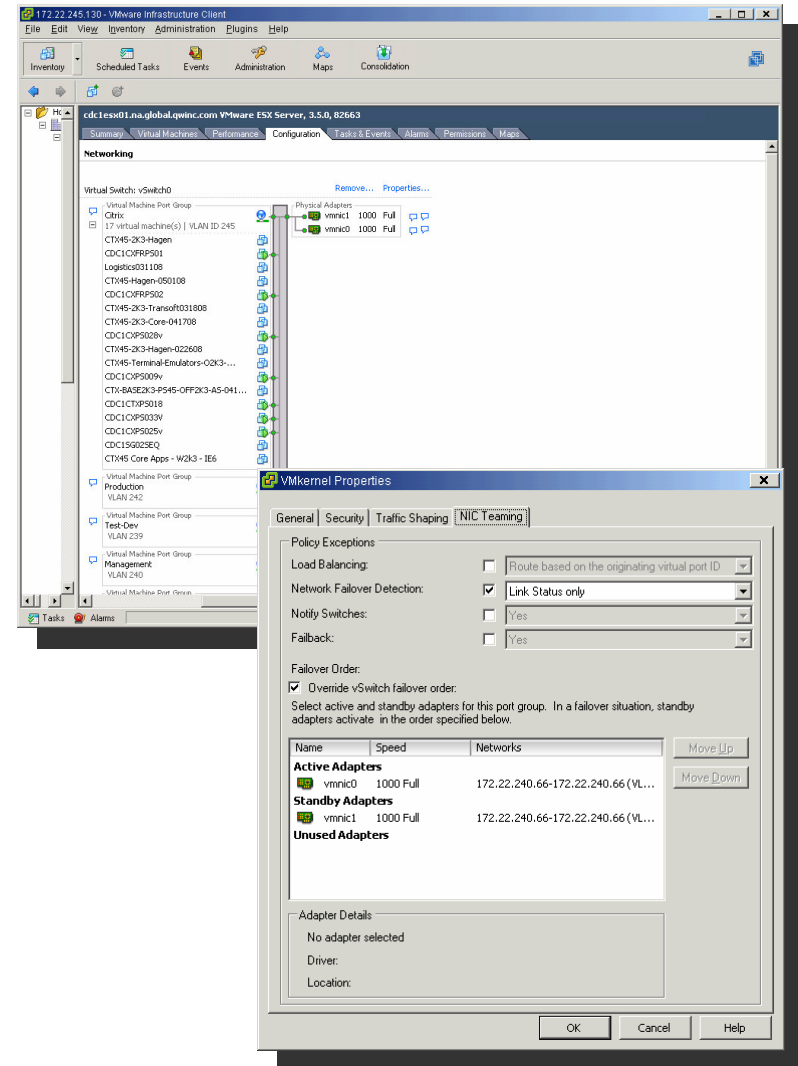 172.22.245.130 - VMware Infrastructure Client
File Edit View Inventory Administration Plugins Help
Inventory Scheduled Tasks Events Administration Maps Consolidation
cdc1esx01.na.global.qwinc.com VMware ESX Server, 3.5.0, 82663
Summary Virtual Machines Performance Configuration Tasks & Events Alarms Permissions Maps
Networking
Virtual Switch: vSwitch0 Remove... Properties...
Virtual Machine Port Group Physical Adapters
Citrix vmnic1 1000 Full
17 virtual machine(s) | VLAN ID 245 vmnic0 1000 Full
CTX45-2K3-Hagen
CDC1CXFRPS01
Logistics031108
CTX45-Hagen-050108
CDC1CXFRPS02
CTX45-2K3-Transoft031808
CTX45-2K3-Core-041708
CDC1CXPS028v
CTX45-2K3-Hagen-022608
CTX45-Terminal-Emulators-O2K3-...
CDC1CXPS009v
CTX-BASE2K3-PS45-OFF2K3-AS-041...
CDC1CTXPS018
CDC1CXPS033V
CDC1CXPS025v
CDC1SG02SEQ
CTX45 Core Apps - W2k3 - IE6
Virtual Machine Port Group
Production
VLAN 242
Virtual Machine Port Group
Test-Dev
VLAN 239
Virtual Machine Port Group
Management
VLAN 240
Virtual Machine Port Group
Tasks Alarms
VMkernel Properties
General Security Traffic Shaping NIC Teaming
Policy Exceptions
Load Balancing: Route based on the originating virtual port ID
Network Failover Detection: Link Status only
Notify Switches: Yes
Failback: Yes
Failover Order:
Override vSwitch failover order:
Select active and standby adapters for this port group. In a failover situation, standby
adapters activate in the order specified below.
Name Speed Networks Move Up
Active Adapters
vmnic0 1000 Full 172.22.240.66-172.22.240.66 (VL... Move Down
Standby Adapters
vmnic1 1000 Full 172.22.240.66-172.22.240.66 (VL...
Unused Adapters
Adapter Details
No adapter selected
Driver:
Location:
OK Cancel Help